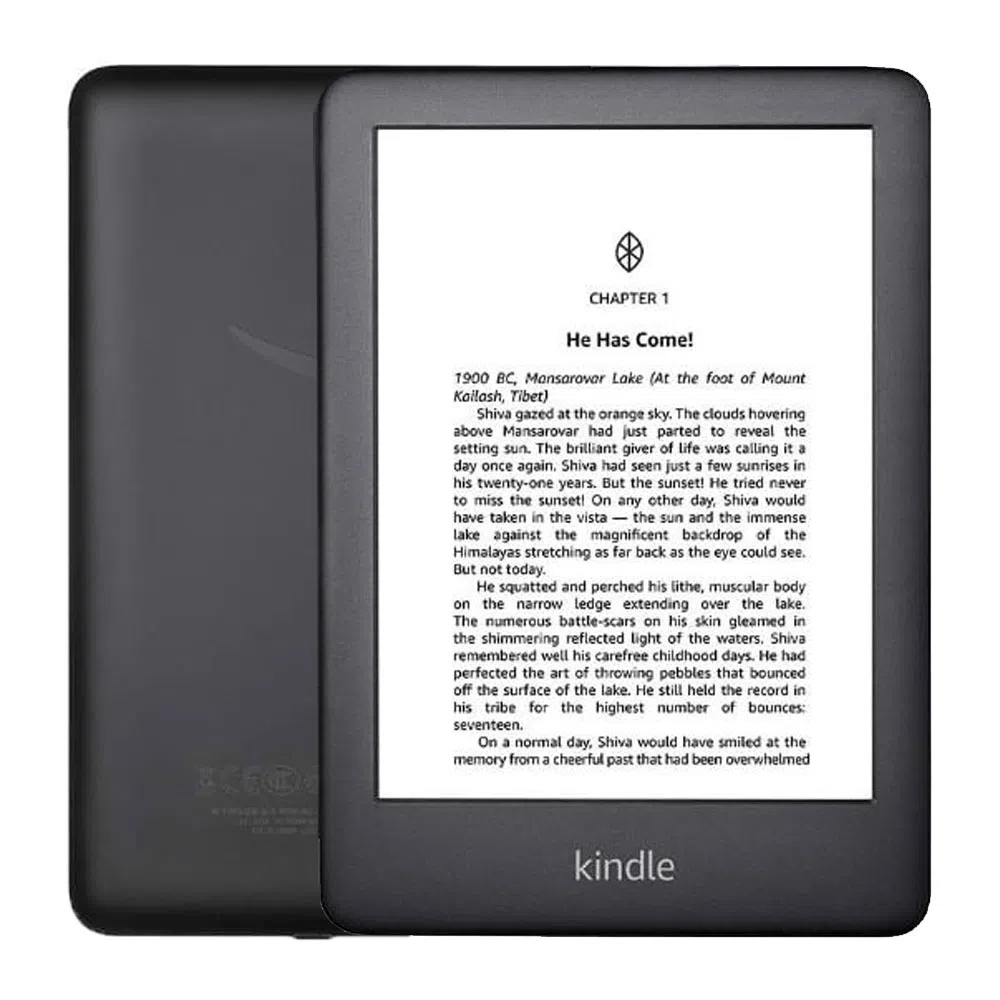 CHAPTER 1
He Has Come!
1900 BC, Mansarovar Lake (At the foot of Mount
Kailash, Tibet)
Shiva gazed at the orange sky. The clouds hovering
above Mansarovar had just parted to reveal the
setting sun. The brilliant giver of life was calling it a
day once again. Shiva had seen just a few sunrises in
his twenty-one years. But the sunset! He tried never
to miss the sunset! On any other day, Shiva would
have taken in the vista — the sun and the immense
lake against the magnificent backdrop of the
Himalayas stretching as far back as the eye could see.
But not today.
He squatted and perched his lithe, muscular body
on the narrow ledge extending over the lake.
The numerous battle-scars on his skin gleamed in
the shimmering reflected light of the waters. Shiva
remembered well his carefree childhood days. He had
perfected the art of throwing pebbles that bounced
off the surface of the lake. He still held the record in
his tribe for the highest number of bounces:
seventeen.
On a normal day, Shiva would have smiled at the
memory from a cheerful past that had been overwhelmed
kindle